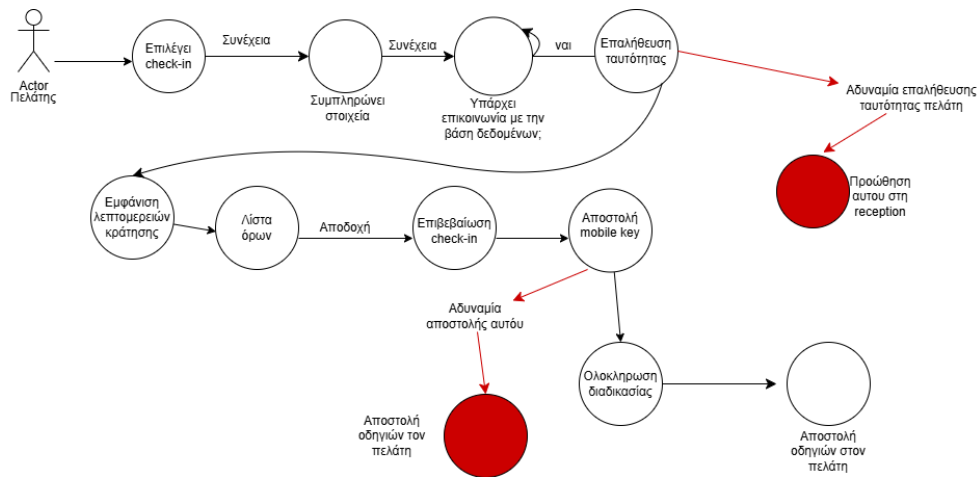 Actor
Πελάτης
Επιλέγει
check-in
Συνέχεια
Συμπληρώνει
στοιχεία
Συνέχεια
Υπάρχει
επικοινωνία με την
βάση δεδομένων;
ναι
Επαλήθευση
ταυτότητας
Αδυναμία επαλήθευσης
ταυτότητας πελάτη
Προώθηση
αυτου στη
reception
Εμφάνιση
λεπτομερειών
κράτησης
Λίστα
όρων
Αποδοχή
Επιβεβαίωση
check-in
Αποστολή
mobile key
Αδυναμία
αποστολής αυτού
Αποστολή
οδηγιών τον
πελάτη
Ολοκληρωση
διαδικασίας
Αποστολή
οδηγιών στον
πελάτη